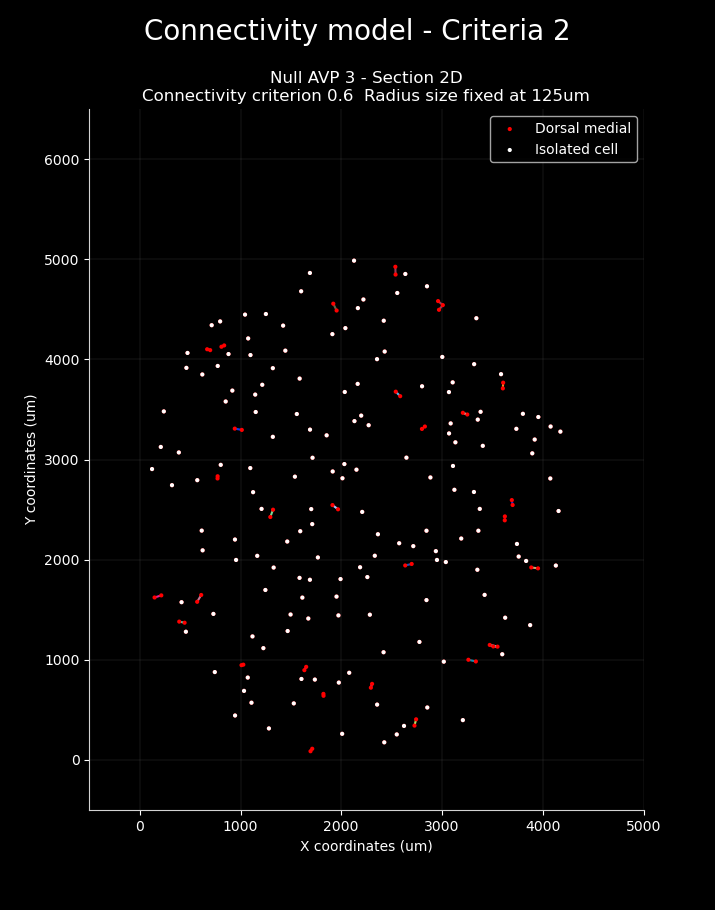 Connectivity model - Criteria 2
Null AVP 3 - Section 2D
Connectivity criterion 0.6  Radius size fixed at 125um
Dorsal medial
Isolated cell
6000
5000
4000
3000
2000
1000
0
Y coordinates (um)
0 1000 2000 3000 4000 5000
X coordinates (um)